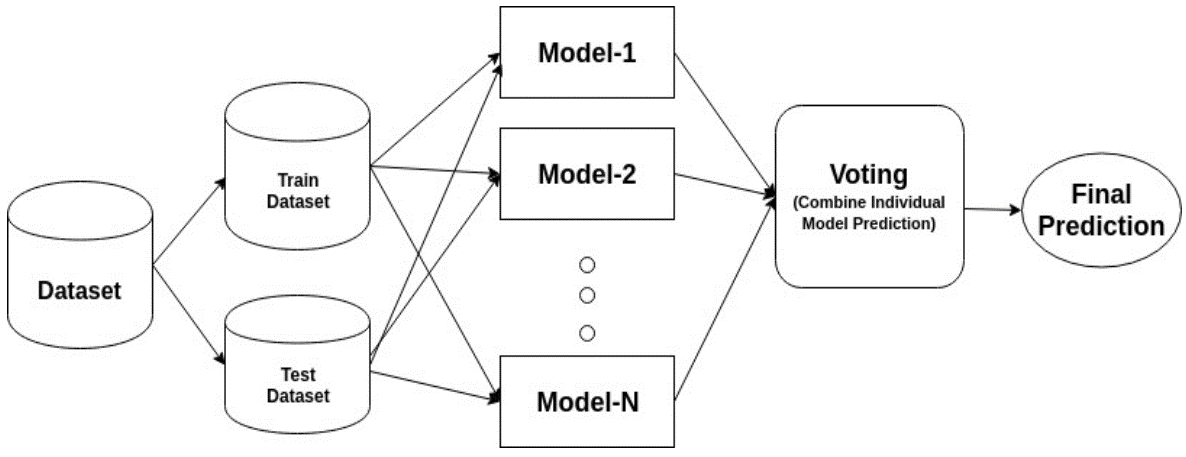 Dataset
Train
Dataset
Test
Dataset
Model-1
Model-2
Model-N
Voting
(Combine Individual
Model Prediction)
Final
Prediction